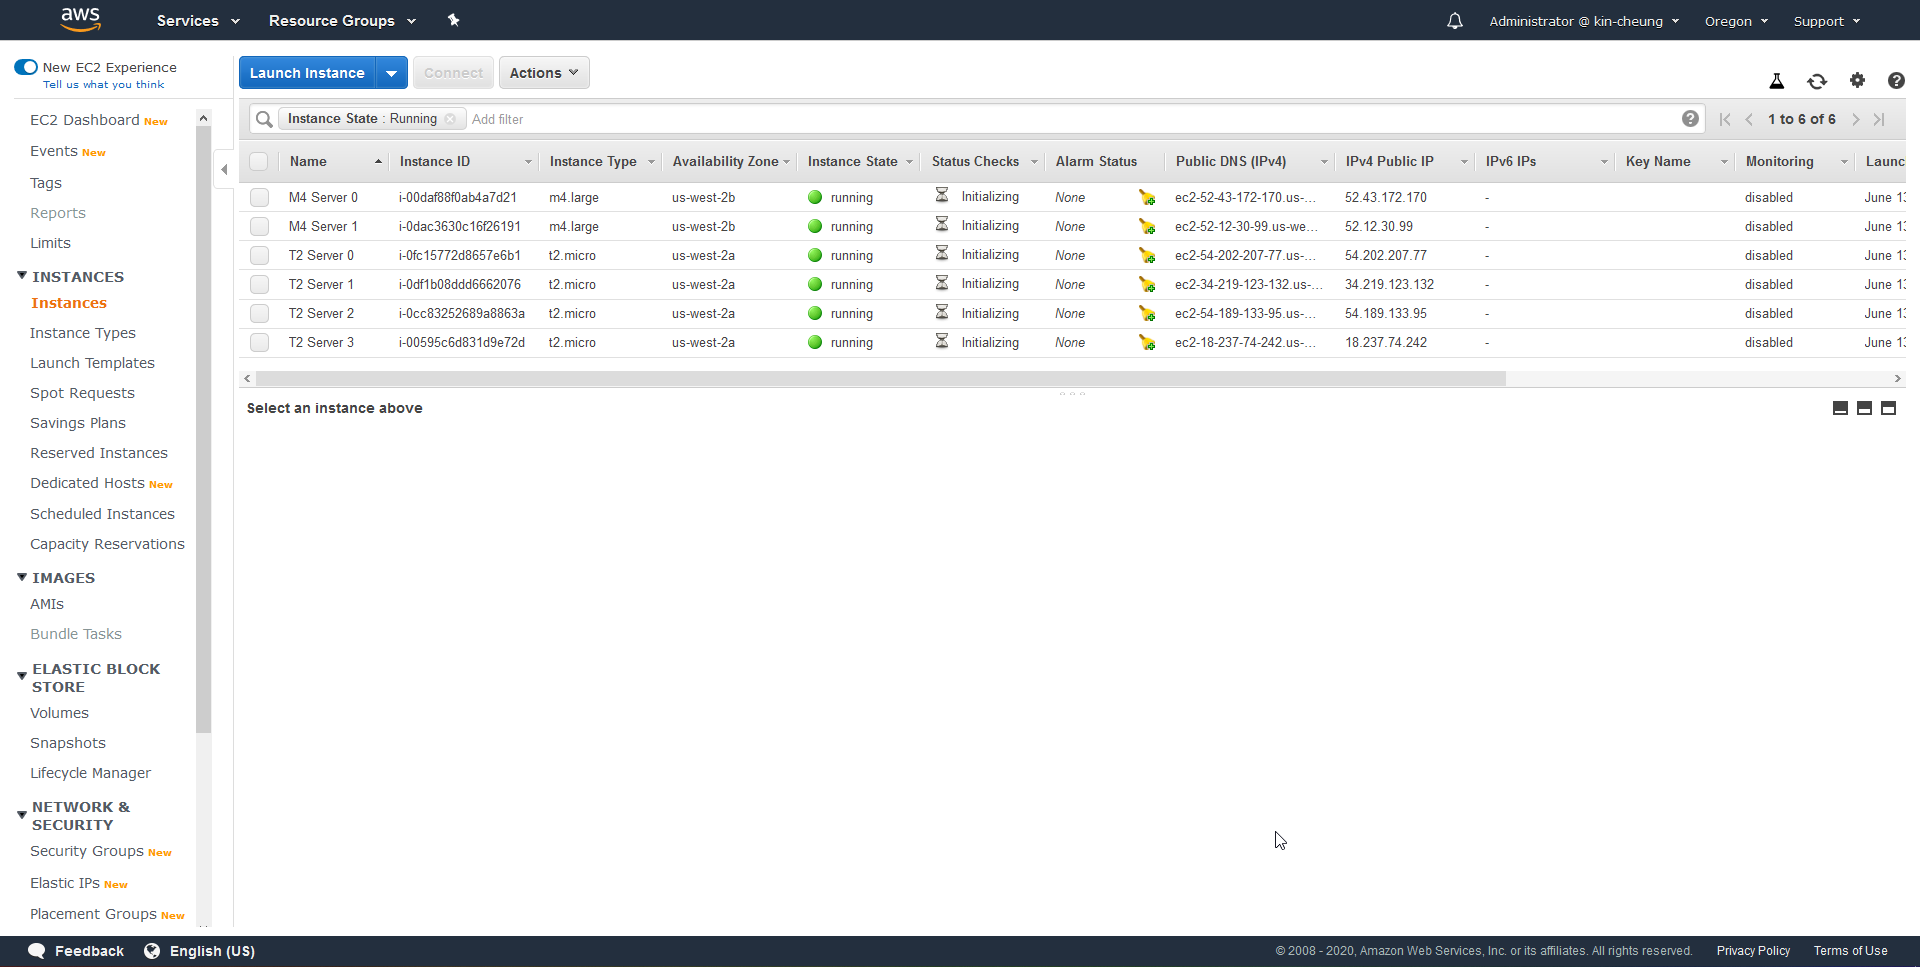 aws Services Resource Groups Administrator @ kin-cheung Oregon Support
New EC2 Experience
Tell us what you think
EC2 Dashboard New
Events New
Tags
Reports
Limits
INSTANCES
Instances
Instance Types
Launch Templates
Spot Requests
Savings Plans
Reserved Instances
Dedicated Hosts New
Scheduled Instances
Capacity Reservations
IMAGES
AMIs
Bundle Tasks
ELASTIC BLOCK
STORE
Volumes
Snapshots
Lifecycle Manager
NETWORK &
SECURITY
Security Groups New
Elastic IPs New
Placement Groups New
Launch Instance Connect Actions
Instance State : Running Add filter 1 to 6 of 6
Name Instance ID Instance Type Availability Zone Instance State Status Checks Alarm Status Public DNS (IPv4) IPv4 Public IP IPv6 IPs Key Name Monitoring Launc
M4 Server 0 i-00daf88f0ab4a7d21 m4.large us-west-2b running Initializing None ec2-52-43-172-170.us-... 52.43.172.170 - disabled June 13
M4 Server 1 i-0dac3630c16f26191 m4.large us-west-2b running Initializing None ec2-52-12-30-99.us-we... 52.12.30.99 - disabled June 13
T2 Server 0 i-0fc15772d8657e6b1 t2.micro us-west-2a running Initializing None ec2-54-202-207-77.us-... 54.202.207.77 - disabled June 13
T2 Server 1 i-0df1b08ddd6662076 t2.micro us-west-2a running Initializing None ec2-34-219-123-132.us-... 34.219.123.132 - disabled June 13
T2 Server 2 i-0cc83252689a8863a t2.micro us-west-2a running Initializing None ec2-54-189-133-95.us-... 54.189.133.95 - disabled June 13
T2 Server 3 i-00595c6d831d9e72d t2.micro us-west-2a running Initializing None ec2-18-237-74-242.us-... 18.237.74.242 - disabled June 13
Select an instance above
Feedback English (US) © 2008 - 2020, Amazon Web Services, Inc. or its affiliates. All rights reserved. Privacy Policy Terms of Use